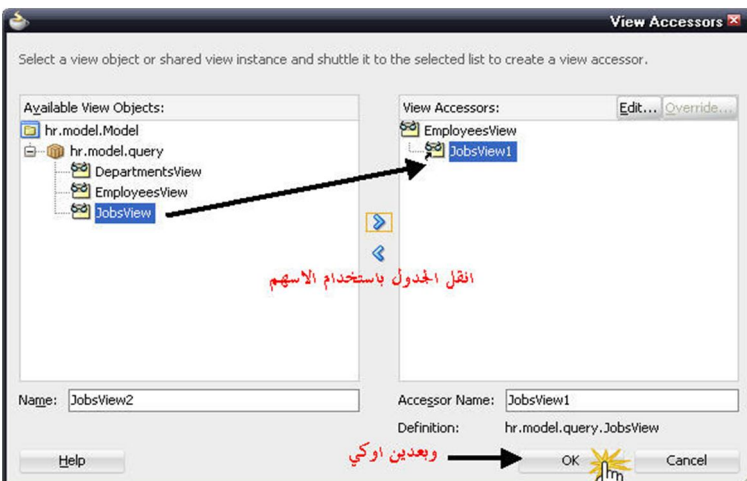 View Accessors
Select a view object or shared view instance and shuttle it to the selected list to create a view accessor.
Available View Objects:
hr.model.Model
hr.model.query
DepartmentsView
EmployeesView
JobsView
View Accessors:
Edit... Override...
EmployeesView
JobsView1
انقل الجدول باستخدام الاسهم
Name: JobsView2
Accessor Name: JobsView1
Definition: hr.model.query.JobsView
وبعدين اوكي
Help
OK
Cancel